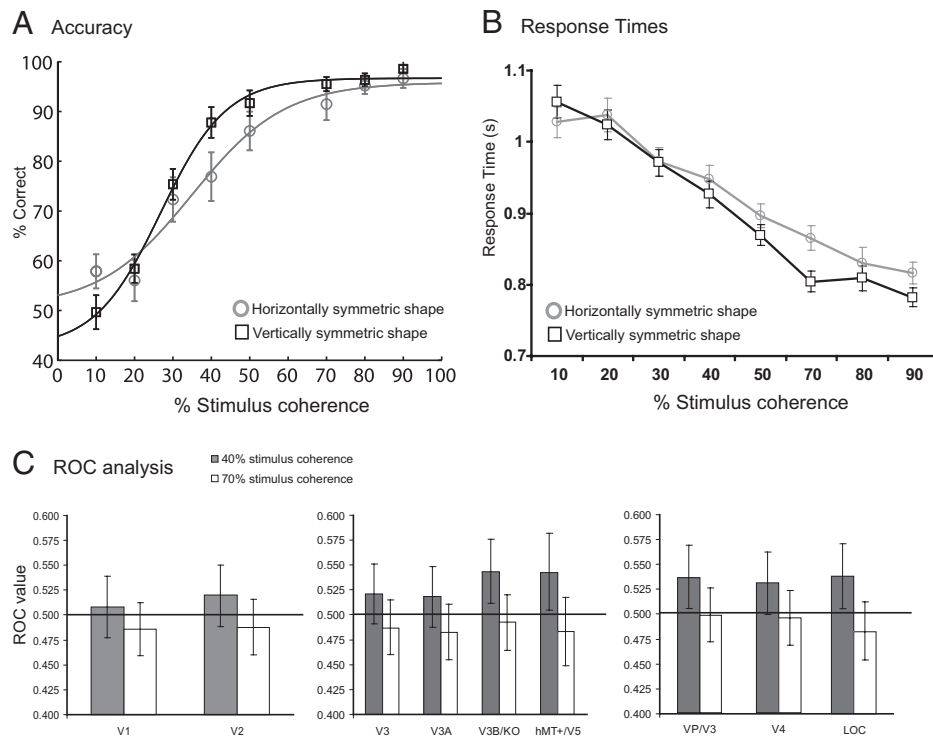 A Accuracy
100
90
80
70
60
50
40
% Correct
Horizontally symmetric shape
Vertically symmetric shape
0 10 20 30 40 50 60 70 80 90 100
% Stimulus coherence
B Response Times
1.1
1
0.9
0.8
0.7
Response Time (s)
Horizontally symmetric shape
Vertically symmetric shape
10 20 30 40 50 70 80 90
% Stimulus coherence
C ROC analysis
40% stimulus coherence
70% stimulus coherence
ROC value
0.600
0.575
0.550
0.525
0.500
0.475
0.450
0.425
0.400
V1 V2
0.600
0.575
0.550
0.525
0.500
0.475
0.450
0.425
0.400
V3 V3A V3B/KO hMT+/V5
0.600
0.575
0.550
0.525
0.500
0.475
0.450
0.425
0.400
VP/V3 V4 LOC